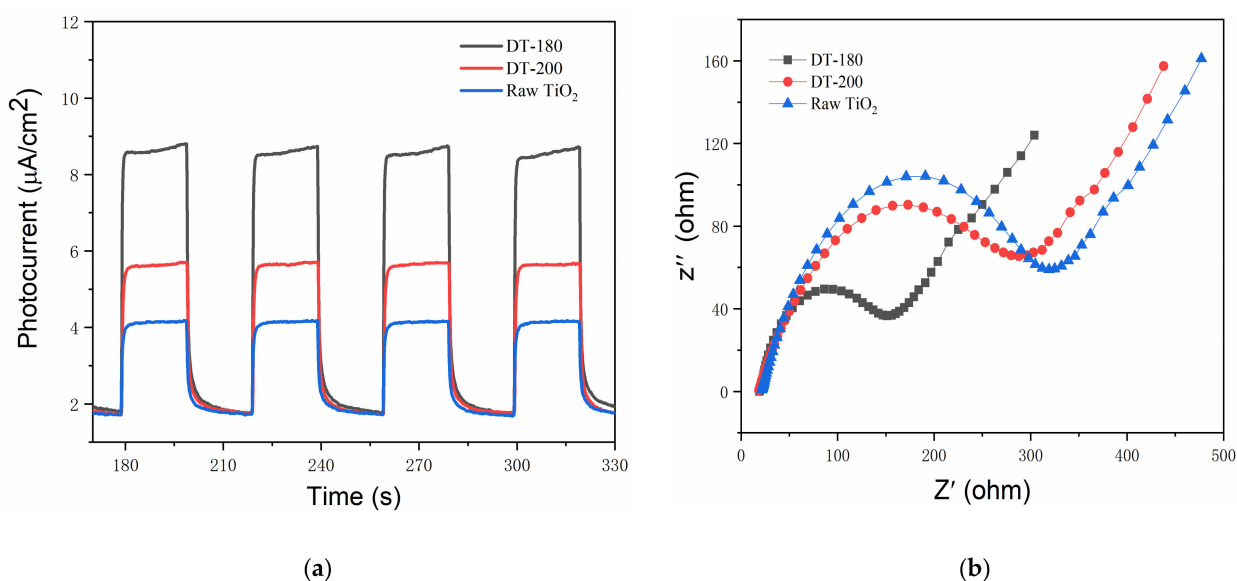 12
10
8
6
4
2
Photocurrent (μA/cm²)
DT-180
DT-200
Raw TiO₂
180 210 240 270 300 330
Time (s)
(a)
160
120
80
40
0
z′′ (ohm)
DT-180
DT-200
Raw TiO₂
0 100 200 300 400 500
Z′ (ohm)
(b)